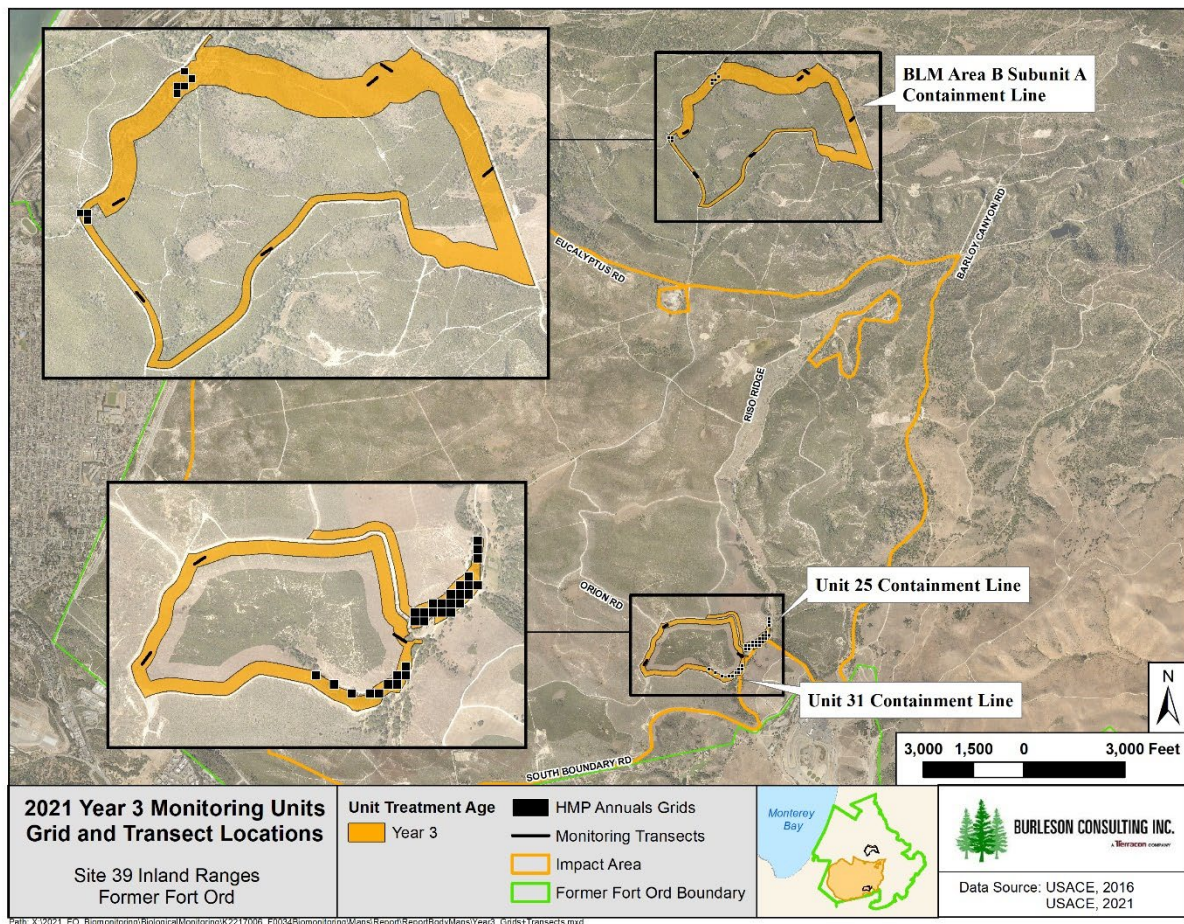 BLM Area B Subunit A
Containment Line
EUCALYPTUS RD
BARLOY CANYON RD
RISO RIDGE
ORION RD
Unit 25 Containment Line
Unit 31 Containment Line
SOUTH BOUNDARY RD
N
3,000 1,500 0 3,000 Feet
2021 Year 3 Monitoring Units
Grid and Transect Locations
Site 39 Inland Ranges
Former Fort Ord
Unit Treatment Age
Year 3
HMP Annuals Grids
Monitoring Transects
Impact Area
Former Fort Ord Boundary
Monterey
Bay
BURLESON CONSULTING INC.
A Terracon COMPANY
Data Source: USACE, 2016
USACE, 2021